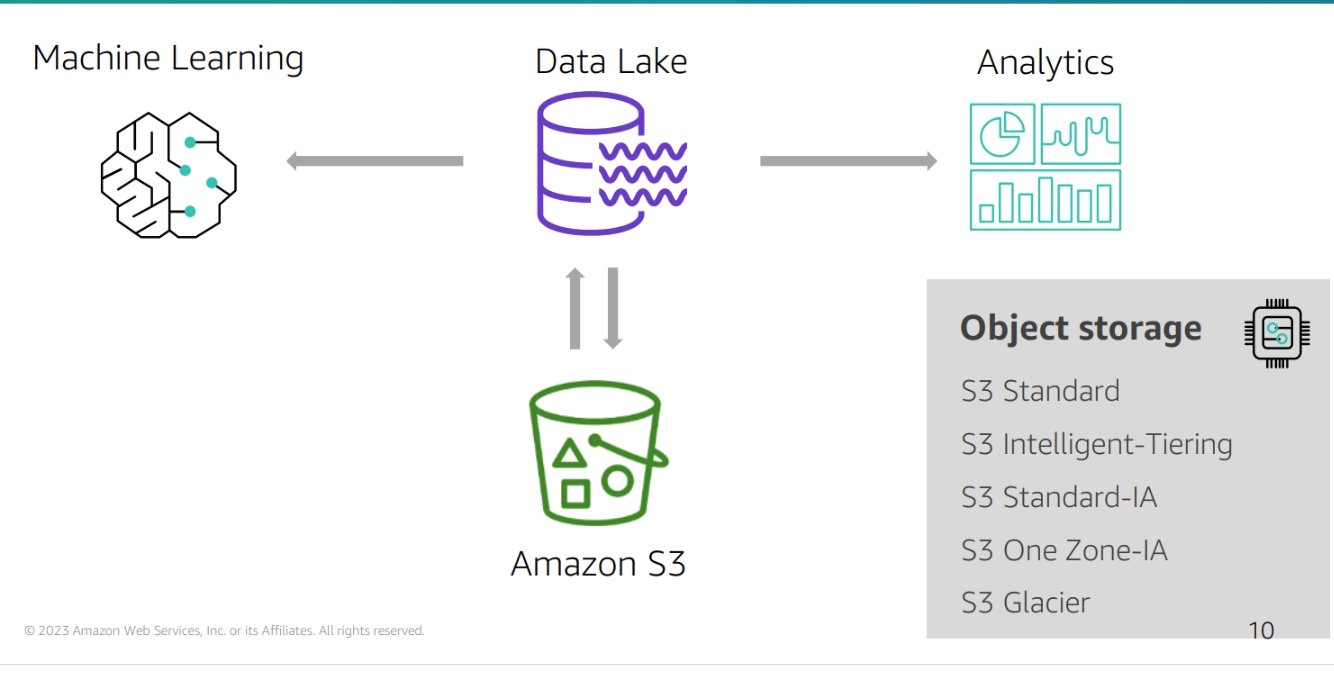 Machine Learning
Data Lake
Analytics
Amazon S3
Object storage
S3 Standard
S3 Intelligent-Tiering
S3 Standard-IA
S3 One Zone-IA
S3 Glacier
© 2023 Amazon Web Services, Inc. or its Affiliates. All rights reserved.
10